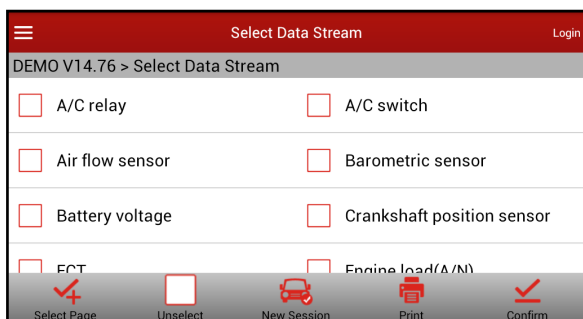 Select Data Stream
Login
DEMO V14.76 > Select Data Stream
A/C relay
A/C switch
Air flow sensor
Barometric sensor
Battery voltage
Crankshaft position sensor
ECT
Engine load(A/N)
Select Page
Unselect
New Session
Print
Confirm